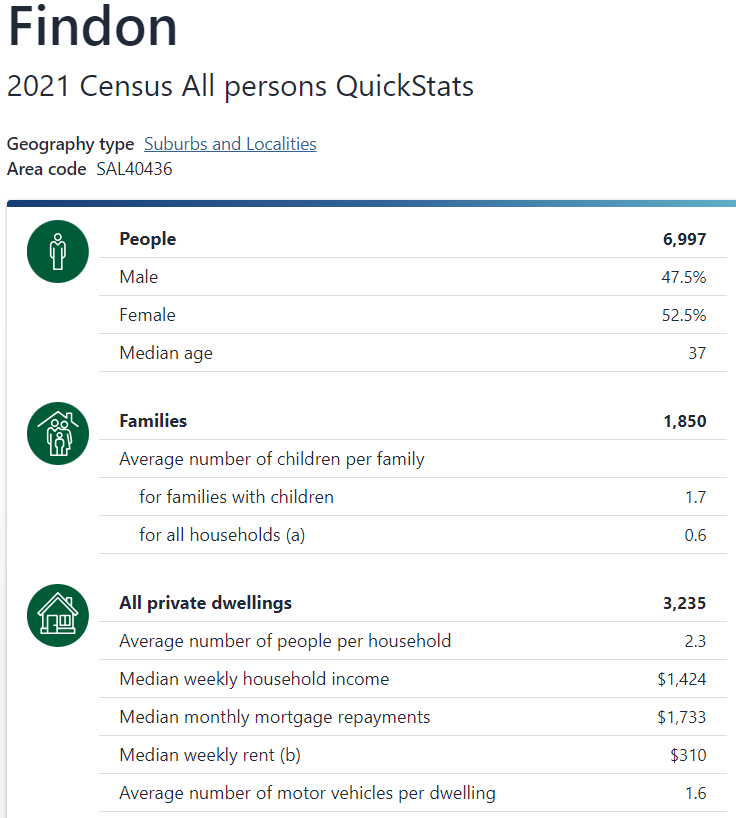 Findon
2021 Census All persons QuickStats
Geography type Suburbs and Localities
Area code SAL40436
People 6,997
Male 47.5%
Female 52.5%
Median age 37
Families 1,850
Average number of children per family
for families with children 1.7
for all households (a) 0.6
All private dwellings 3,235
Average number of people per household 2.3
Median weekly household income $1,424
Median monthly mortgage repayments $1,733
Median weekly rent (b) $310
Average number of motor vehicles per dwelling 1.6